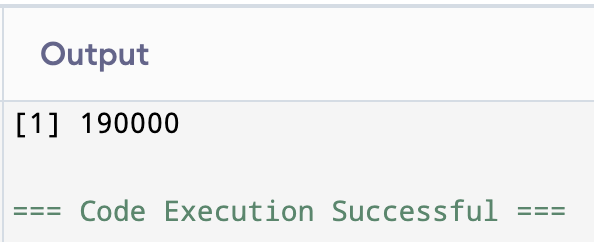 Output
[1] 190000
=== Code Execution Successful ===